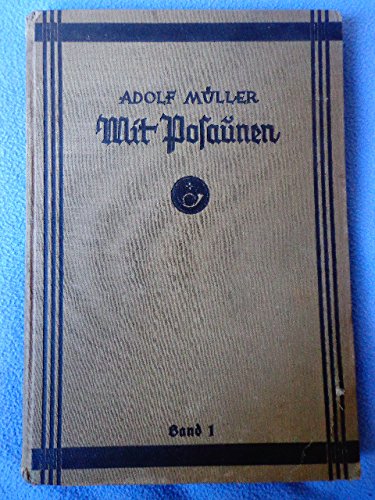 ADOLF MÜLLER
Mit Posaunen
Band 1